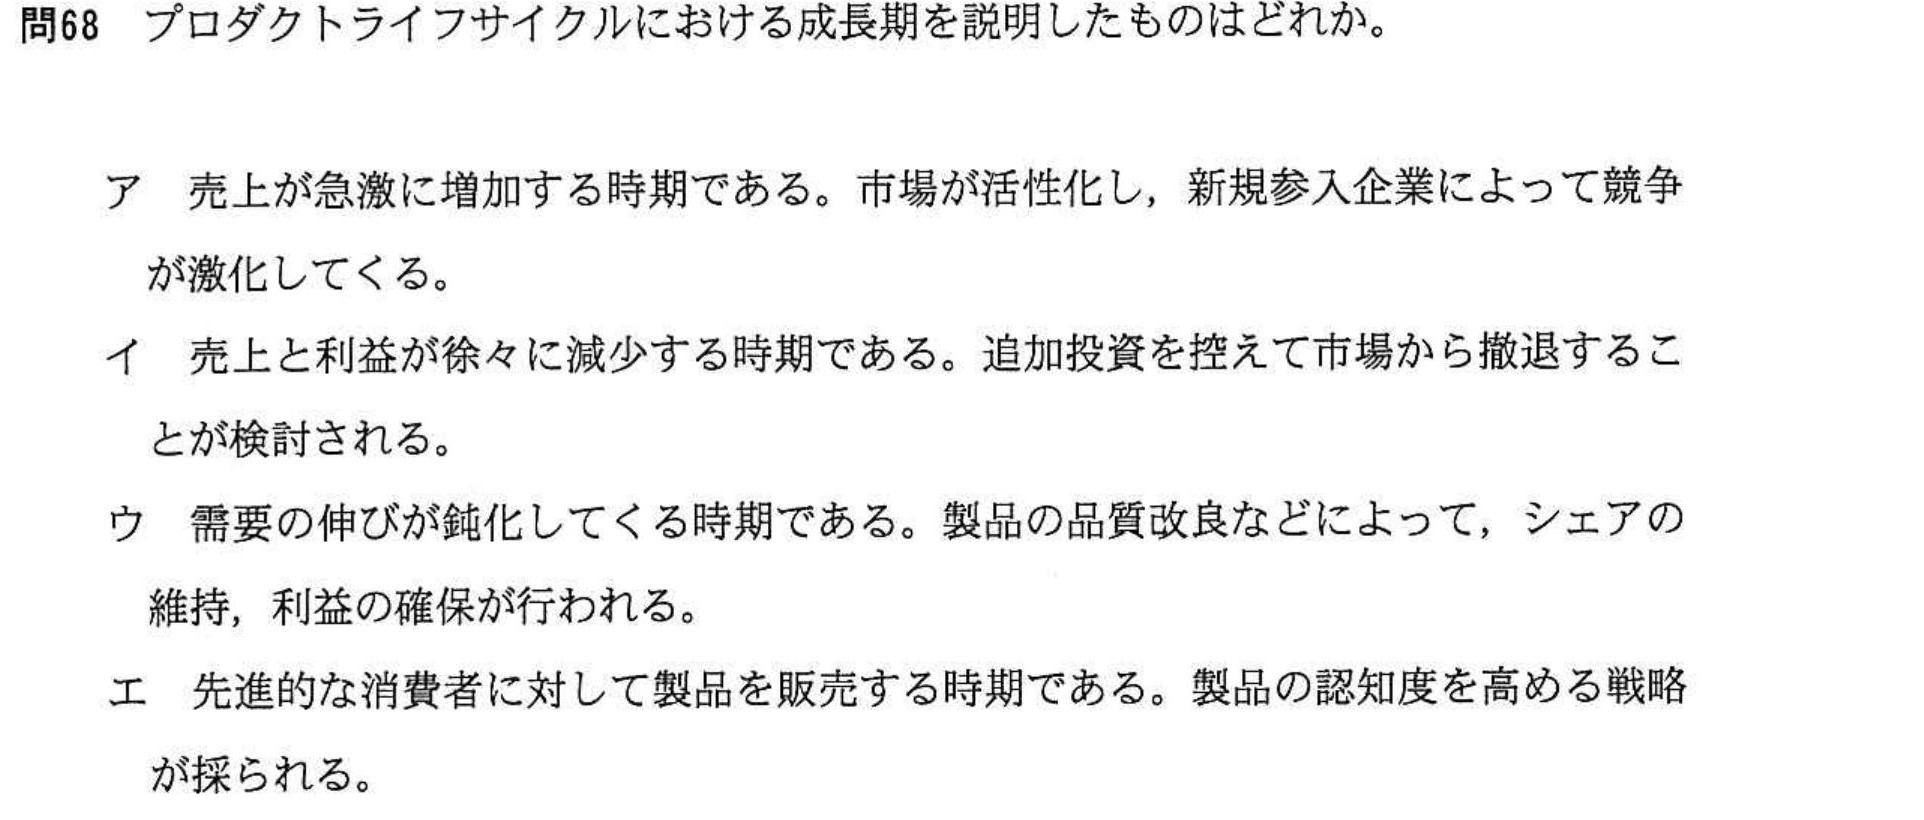 問68 プロダクトライフサイクルにおける成長期を説明したものはどれか。
ア 売上が急激に増加する時期である。市場が活性化し，新規参入企業によって競争
が激化してくる。
イ 売上と利益が徐々に減少する時期である。追加投資を控えて市場から撤退するこ
とが検討される。
ウ 需要の伸びが鈍化してくる時期である。製品の品質改良などによって，シェアの
維持，利益の確保が行われる。
エ 先進的な消費者に対して製品を販売する時期である。製品の認知度を高める戦略
が採られる。